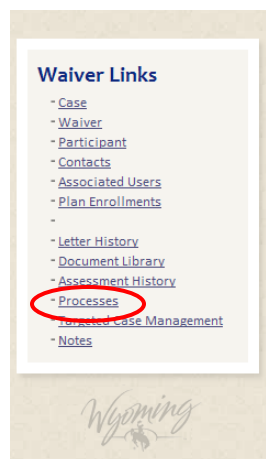 Waiver Links
- Case
- Waiver
- Participant
- Contacts
- Associated Users
- Plan Enrollments
-
- Letter History
- Document Library
- Assessment History
- Processes
- Targeted Case Management
- Notes
Wyoming